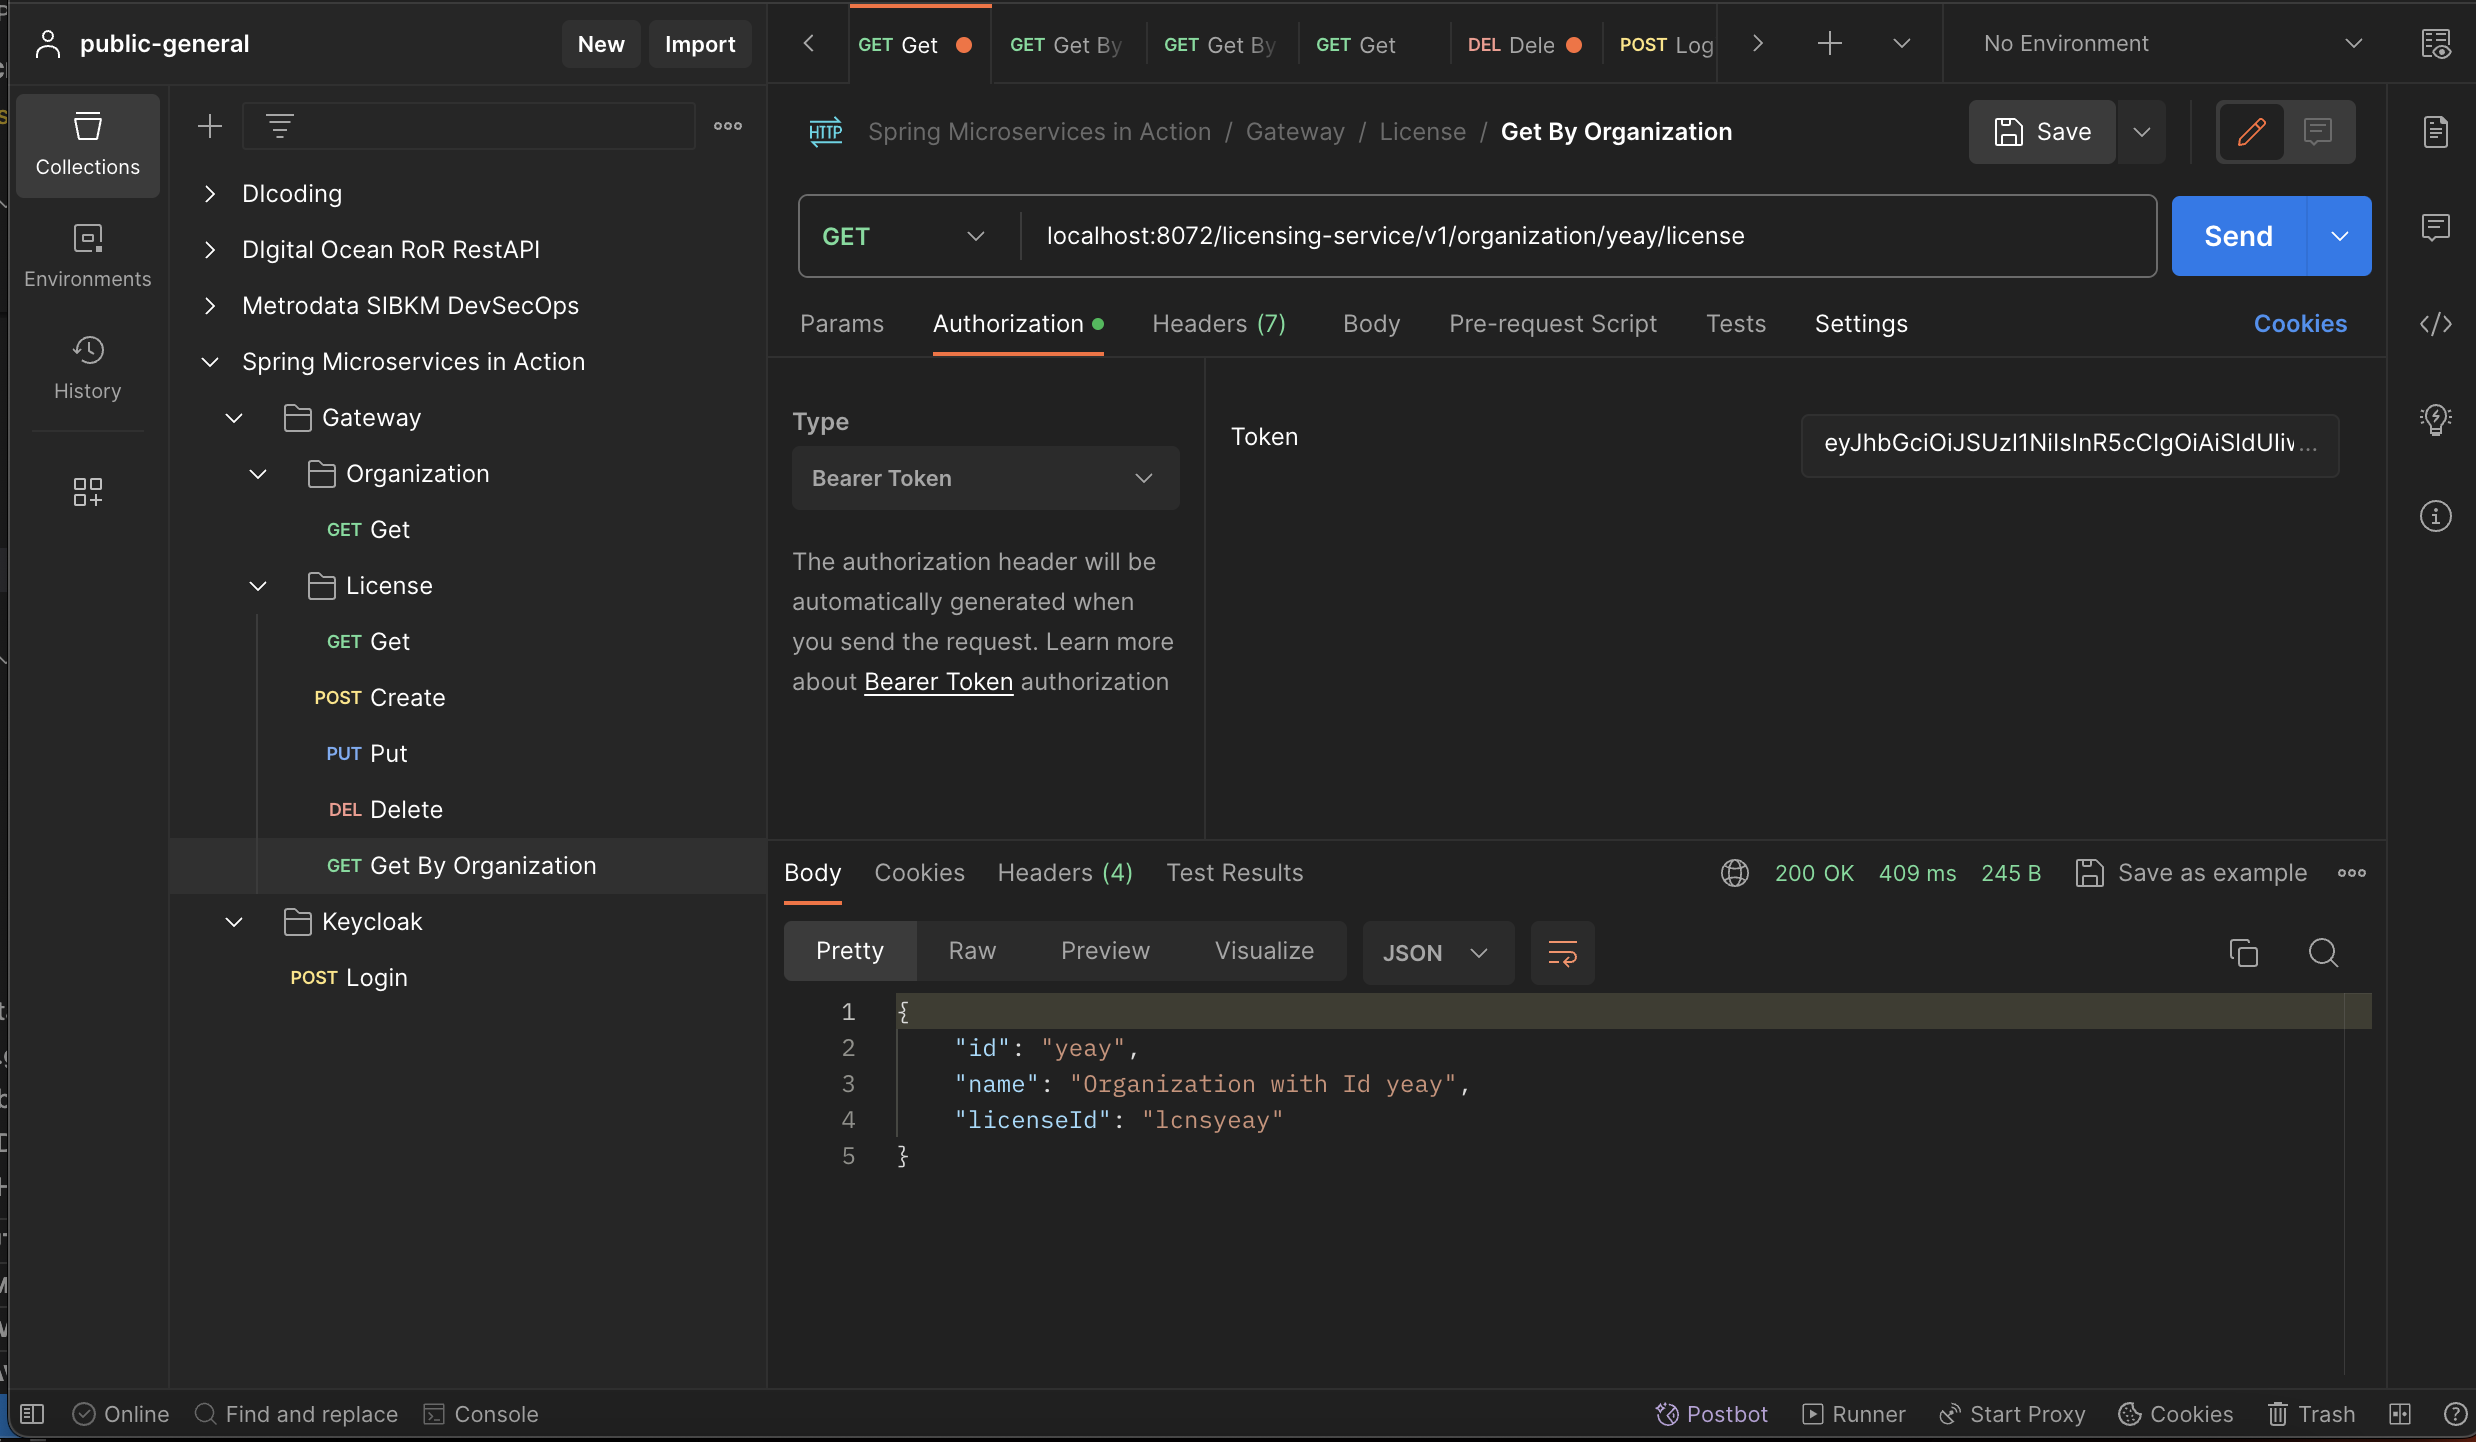 public-general
New
Import
GET Get
GET Get By
GET Get By
GET Get
DEL Dele
POST Log
No Environment
Collections
Environments
History
DIcoding
DIgital Ocean RoR RestAPI
Metrodata SIBKM DevSecOps
Spring Microservices in Action
Gateway
Organization
GET Get
License
GET Get
POST Create
PUT Put
DEL Delete
GET Get By Organization
Keycloak
POST Login
HTTP Spring Microservices in Action / Gateway / License / Get By Organization
Save
GET localhost:8072/licensing-service/v1/organization/yeay/license
Send
Params Authorization Headers (7) Body Pre-request Script Tests Settings Cookies
Type
Bearer Token
The authorization header will be
automatically generated when
you send the request. Learn more
about Bearer Token authorization
Token
eyJhbGciOiJSUzI1NiIsInR5cCIgOiAiSldUIiv...
Body Cookies Headers (4) Test Results
200 OK 409 ms 245 B Save as example
Pretty Raw Preview Visualize JSON
1 {
2 "id": "yeay",
3 "name": "Organization with Id yeay",
4 "licenseId": "lcnsyeay"
5 }
Online Find and replace Console
Postbot Runner Start Proxy Cookies Trash